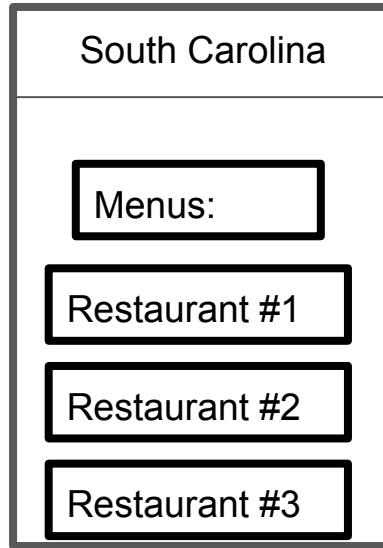 South Carolina
Menus:
Restaurant #1
Restaurant #2
Restaurant #3